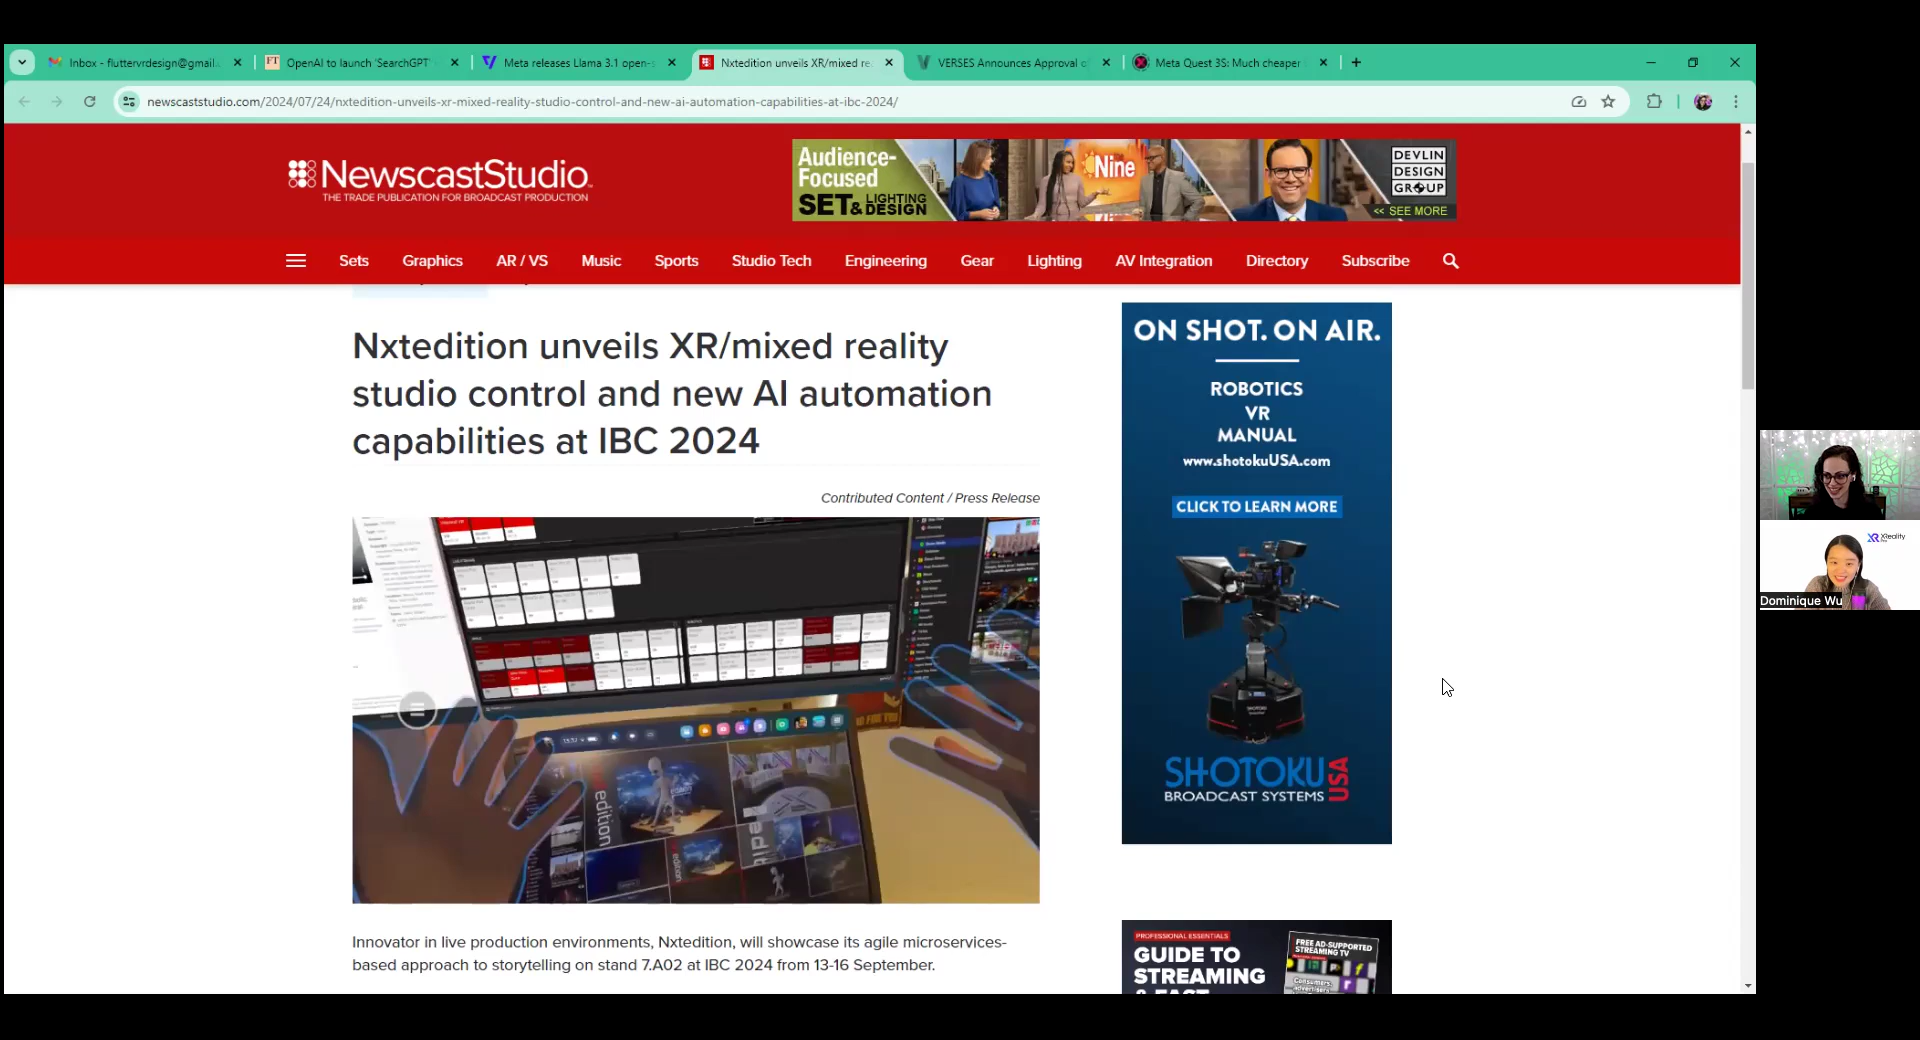 Inbox - fluttervrdesign@gmail.
OpenAI to launch 'SearchGPT'
Meta releases Llama 3.1 open-s
Nxtedition unveils XR/mixed re
VERSES Announces Approval o
Meta Quest 3S: Much cheaper
newscaststudio.com/2024/07/24/nxtedition-unveils-xr-mixed-reality-studio-control-and-new-ai-automation-capabilities-at-ibc-2024/
NewscastStudio
THE TRADE PUBLICATION FOR BROADCAST PRODUCTION
Audience-
Focused
SET & LIGHTING
DESIGN
Nine
DEVLIN
DESIGN
GROUP
<< SEE MORE
Sets Graphics AR / VS Music Sports Studio Tech Engineering Gear Lighting AV Integration Directory Subscribe
Nxtedition unveils XR/mixed reality
studio control and new AI automation
capabilities at IBC 2024
Contributed Content / Press Release
Innovator in live production environments, Nxtedition, will showcase its agile microservices-
based approach to storytelling on stand 7.A02 at IBC 2024 from 13-16 September.
ON SHOT. ON AIR.
ROBOTICS
VR
MANUAL
www.shotokuUSA.com
CLICK TO LEARN MORE
SHOTOKU USA
BROADCAST SYSTEMS
PROFESSIONAL ESSENTIALS
GUIDE TO
STREAMING
& FAST
FREE AD-SUPPORTED
STREAMING TV
XReality
Dominique Wu